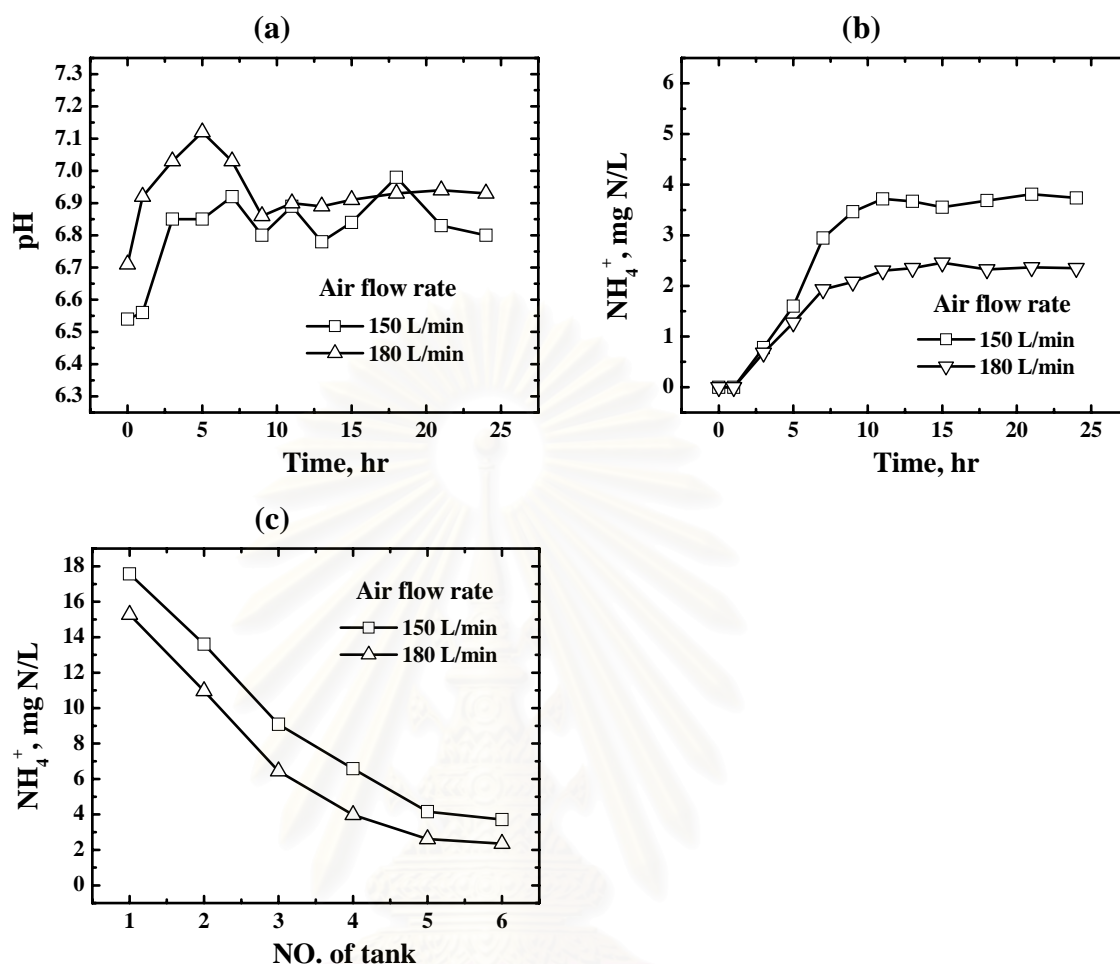 (a)
7.3
7.2
7.1
7.0
6.9
6.8
6.7
6.6
6.5
6.4
6.3
pH
Air flow rate
150 L/min
180 L/min
0 5 10 15 20 25
Time, hr
(b)
6
5
4
3
2
1
0
NH₄⁺, mg N/L
Air flow rate
150 L/min
180 L/min
0 5 10 15 20 25
Time, hr
(c)
18
16
14
12
10
8
6
4
2
0
NH₄⁺, mg N/L
Air flow rate
150 L/min
180 L/min
1 2 3 4 5 6
NO. of tank